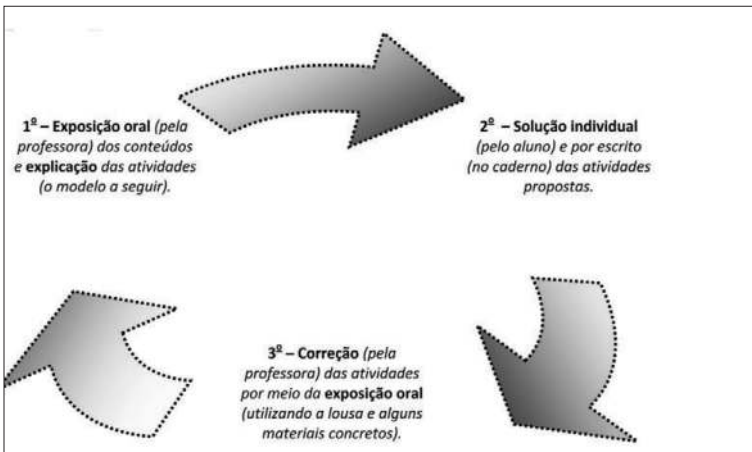 1º – Exposição oral (pela
professora) dos conteúdos
e explicação das atividades
(o modelo a seguir).
2º – Solução individual
(pelo aluno) e por escrito
(no caderno) das atividades
propostas.
3º – Correção (pela
professora) das atividades
por meio da exposição oral
(utilizando a lousa e alguns
materiais concretos).